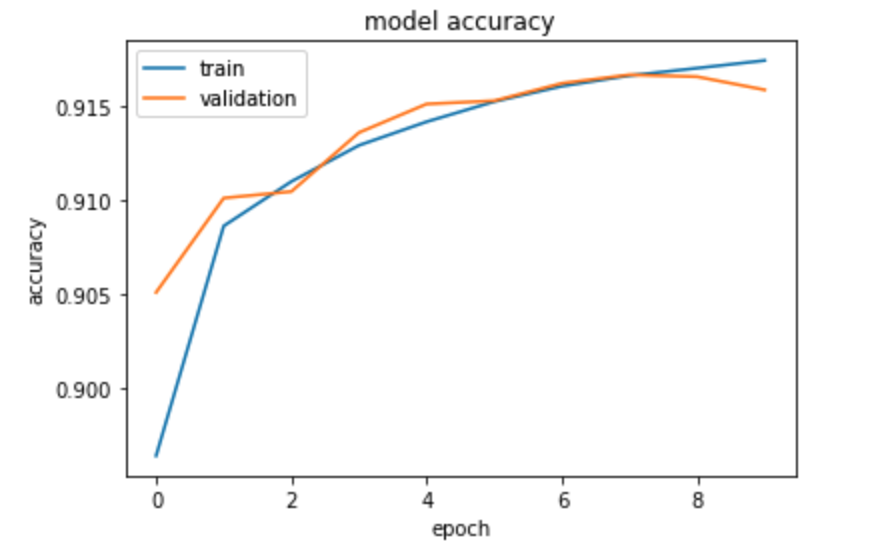 model accuracy
train
validation
0.915
0.910
0.905
0.900
accuracy
0 2 4 6 8
epoch